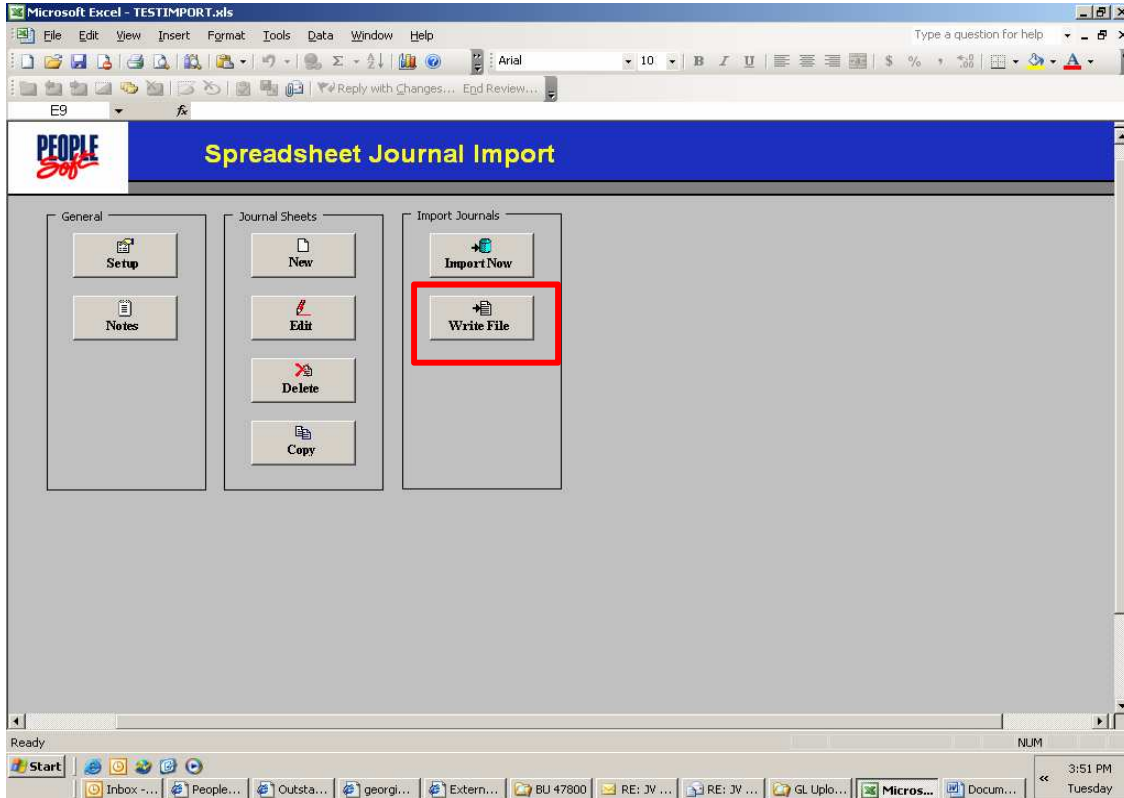 Microsoft Excel - TESTIMPORT.xls
File Edit View Insert Format Tools Data Window Help
Type a question for help
Arial 10 B I U $ % ,
Reply with Changes... End Review...
E9 fx
PEOPLE Soft
Spreadsheet Journal Import
General Journal Sheets Import Journals
Setup New Import Now
Notes Edit Write File
Delete
Copy
Ready NUM
Start 3:51 PM
Inbox -... People... Outsta... georgi... Extern... BU 47800 RE: JV ... RE: JV ... GL Uplo... Micros... Docum... Tuesday